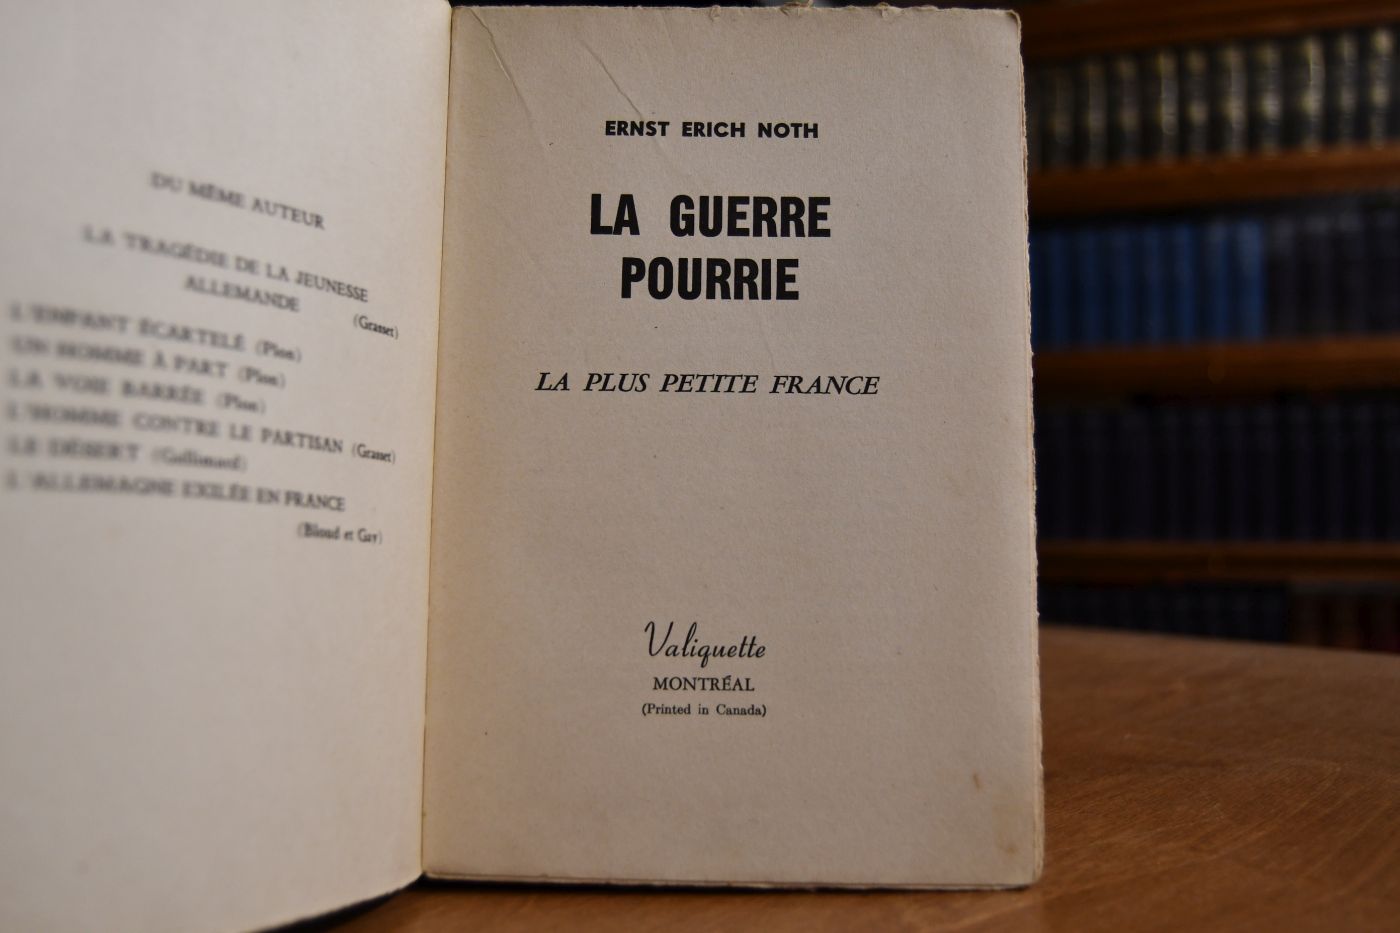 DU MÊME AUTEUR
LA TRAGÉDIE DE LA JEUNESSE
ALLEMANDE
(Grasset)
L'ENFANT ÉCARTELÉ (Plon)
UN HOMME À PART (Plon)
LA VOIE BARRÉE (Plon)
L'HOMME CONTRE LE PARTISAN (Grasset)
LE DÉSERT (Gallimard)
L'ALLEMAGNE EXILÉE EN FRANCE
(Bloud et Gay)
ERNST ERICH NOTH
LA GUERRE
POURRIE
LA PLUS PETITE FRANCE
Valiquette
MONTRÉAL
(Printed in Canada)